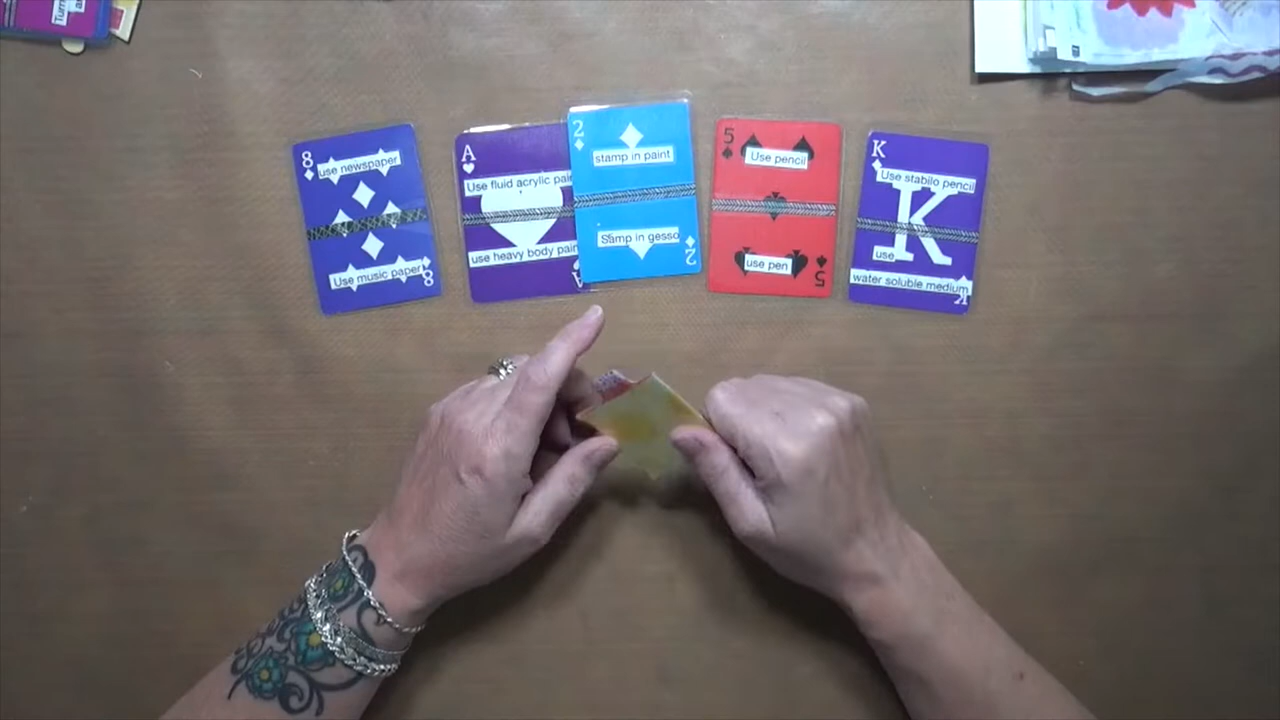 8
use newspaper
Use music paper
8
A
Use fluid acrylic pain
use heavy body pain
A
2
stamp in paint
Stamp in gesso
2
5
Use pencil
use pen
5
K
Use stabilo pencil
K
use
water soluble medium
K